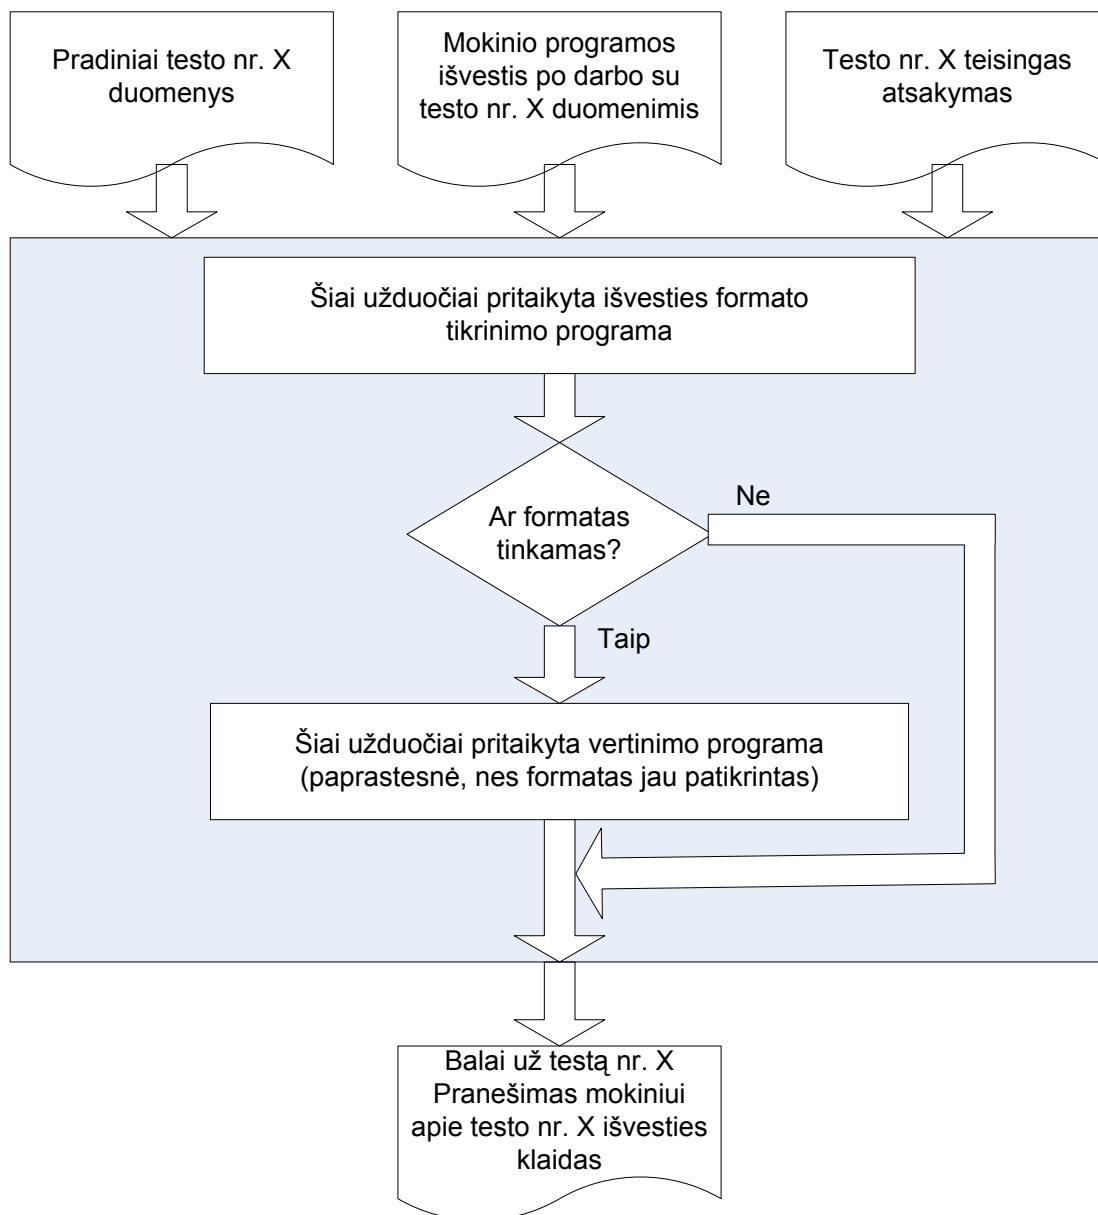 Pradiniai testo nr. X
duomenys
Mokinio programos
išvestis po darbo su
testo nr. X duomenimis
Testo nr. X teisingas
atsakymas
Šiai užduočiai pritaikyta išvesties formato
tikrinimo programa
Ar formatas
tinkamas?
Ne
Taip
Šiai užduočiai pritaikyta vertinimo programa
(paprastesnė, nes formatas jau patikrintas)
Balai už testą nr. X
Pranešimas mokiniui
apie testo nr. X išvesties
klaidas